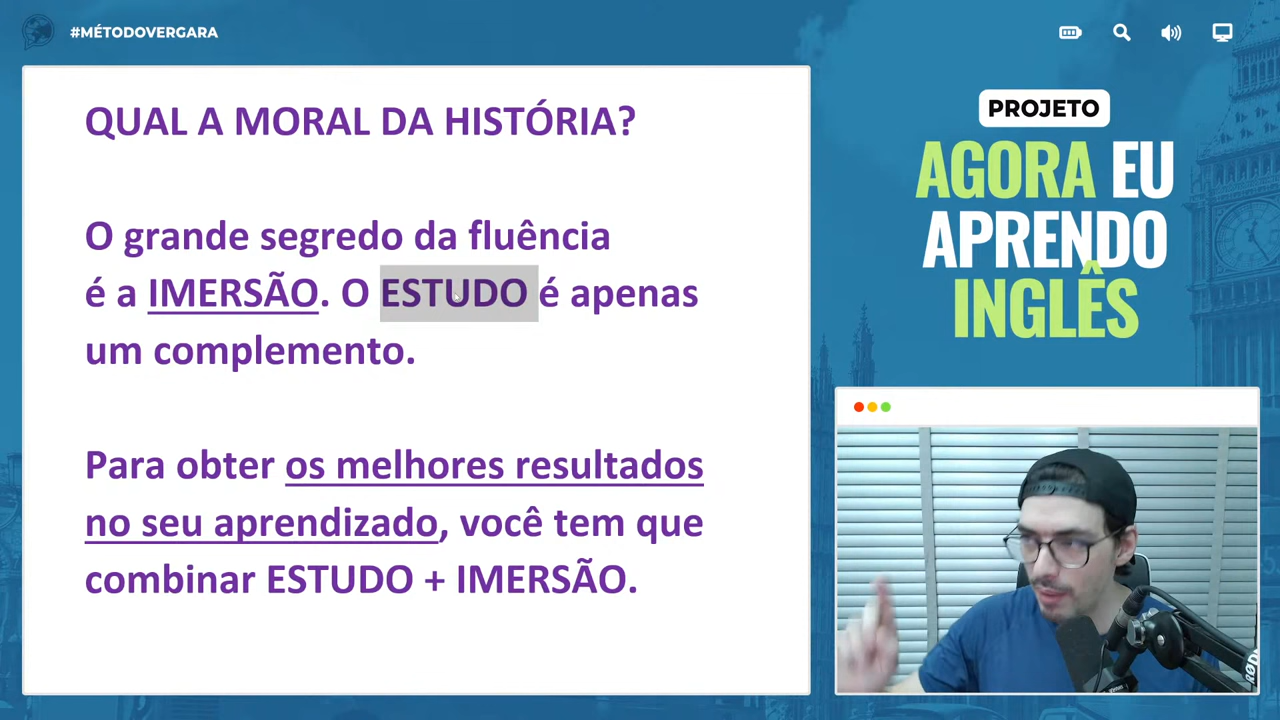 #MÉTODOVERGARA
QUAL A MORAL DA HISTÓRIA?
O grande segredo da fluência
é a IMERSÃO. O ESTUDO é apenas
um complemento.
Para obter os melhores resultados
no seu aprendizado, você tem que
combinar ESTUDO + IMERSÃO.
PROJETO
AGORA EU
APRENDO
INGLÊS
RØDE